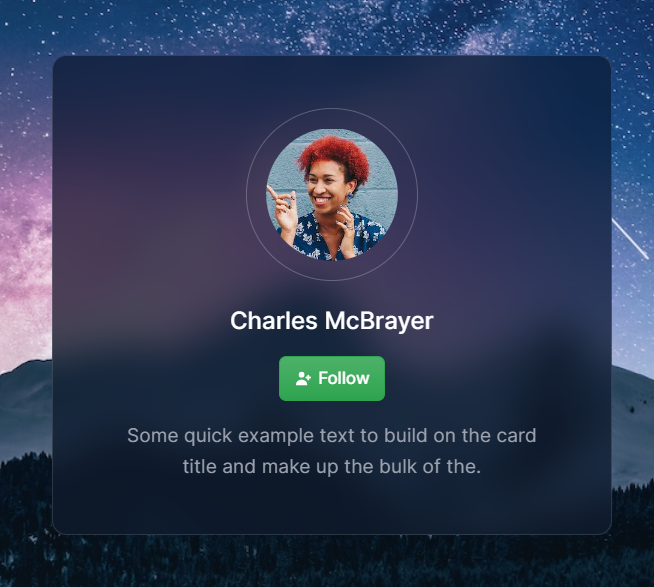 Charles McBrayer
Follow
Some quick example text to build on the card
title and make up the bulk of the.